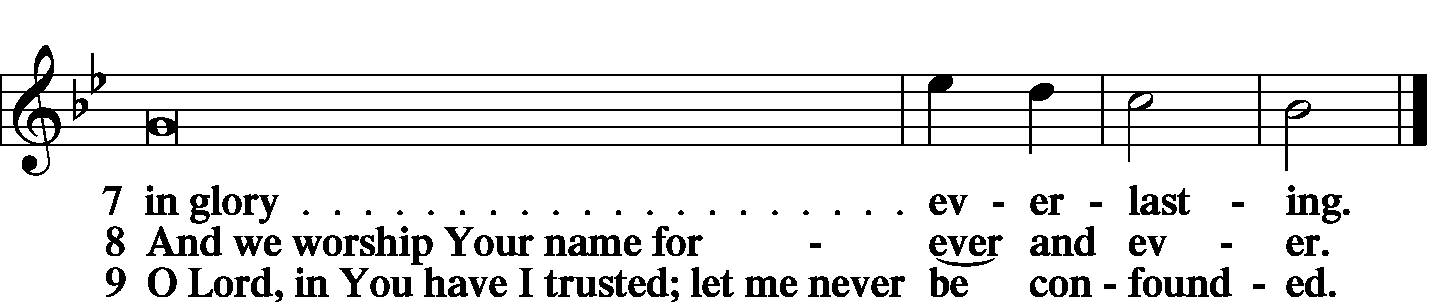 7 in glory . . . . . . . . . . . . . . . . . . . . ev - er - last - ing.
8 And we worship Your name for - ever and ev - er.
9 O Lord, in You have I trusted; let me never be con - found - ed.